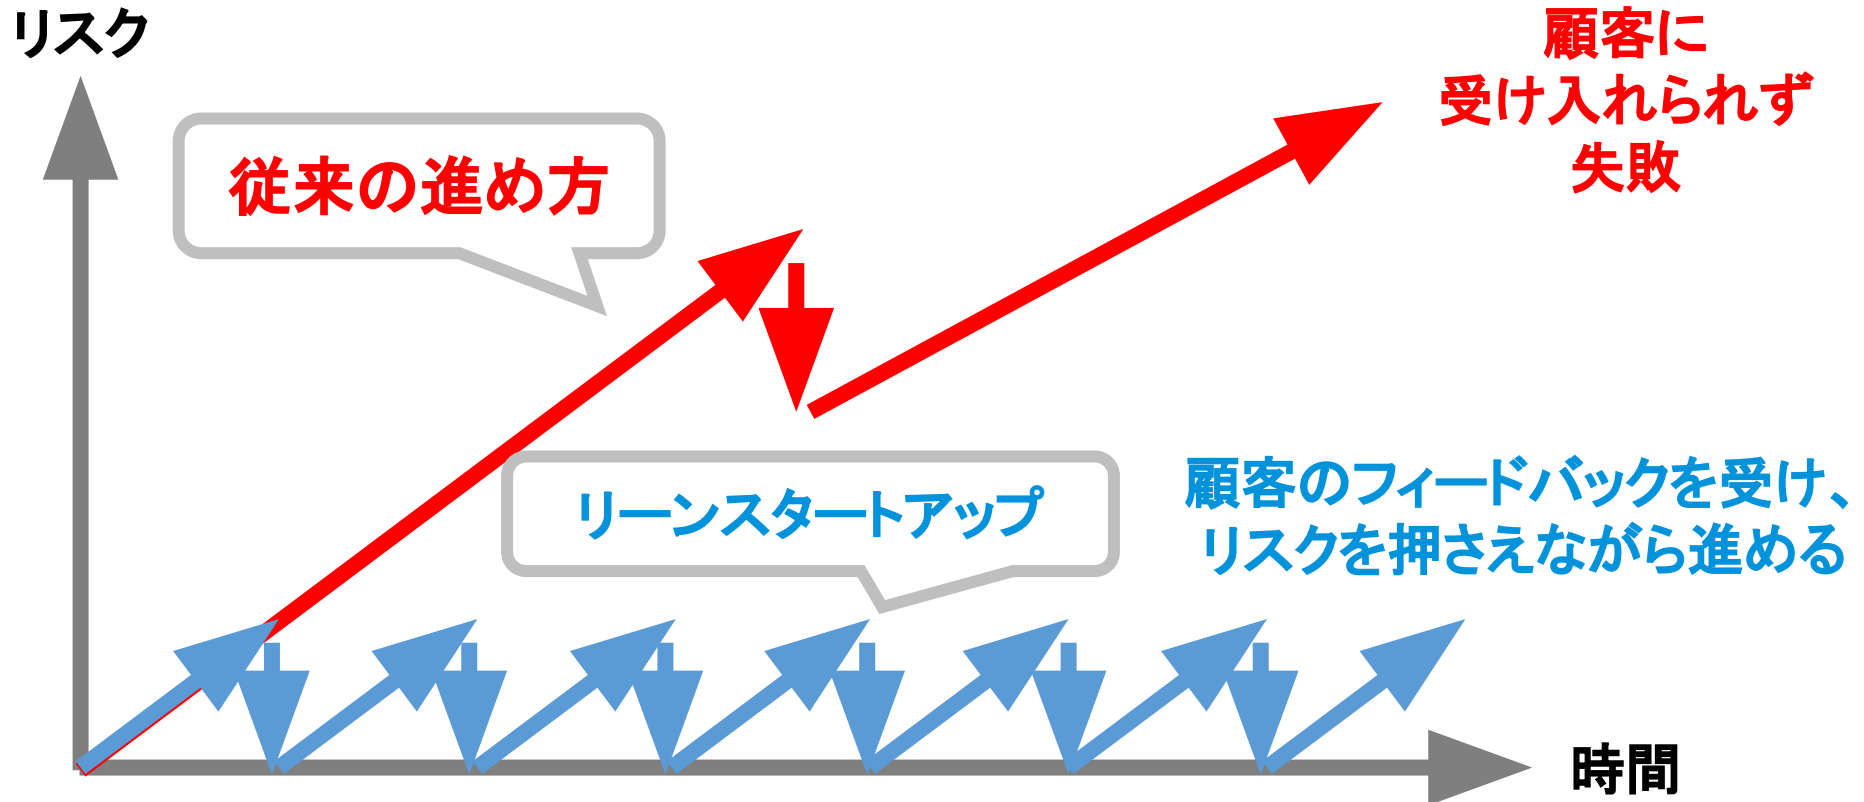 リスク
顧客に
受け入れられず
失敗
従来の進め方
リーンスタートアップ
顧客のフィードバックを受け、
リスクを押さえながら進める
時間